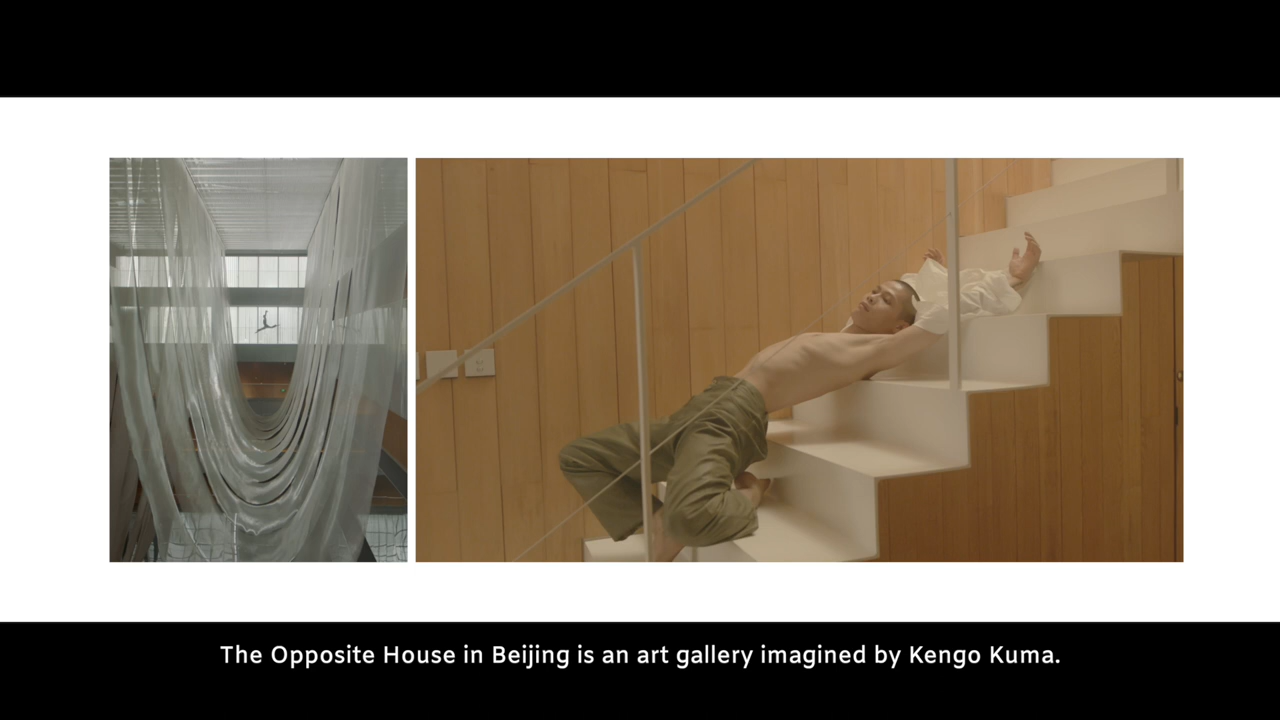 The Opposite House in Beijing is an art gallery imagined by Kengo Kuma.